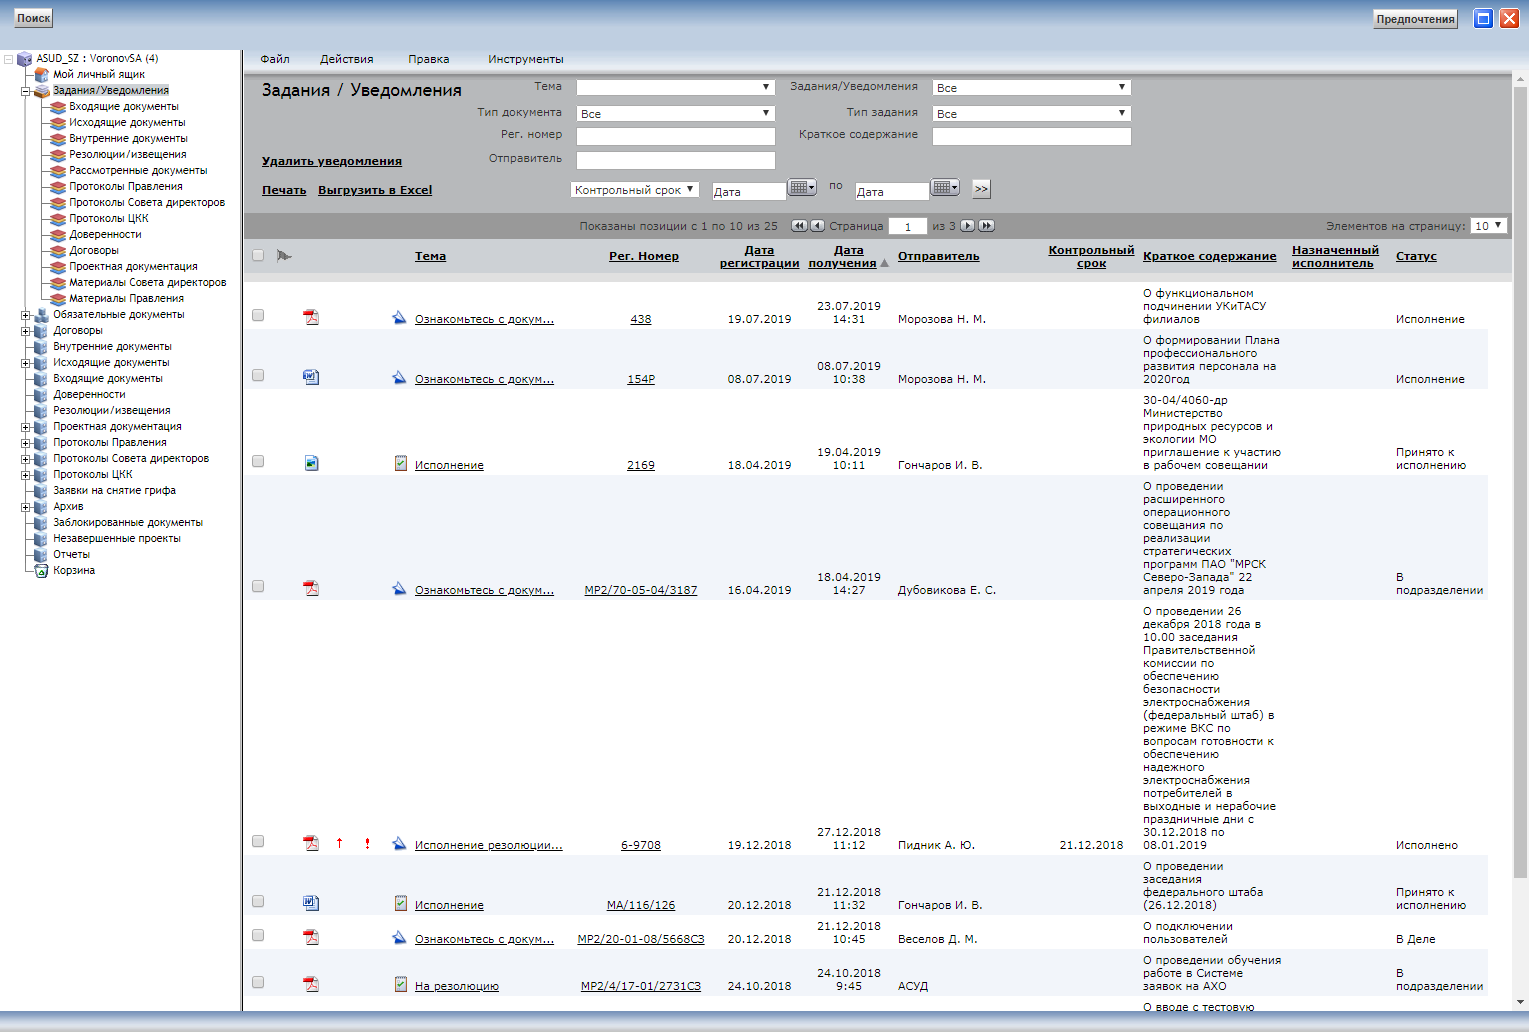 Поиск
Предпочтения
ASUD_SZ : VoronovSA (4)
Мой личный ящик
Задания/Уведомления
Входящие документы
Исходящие документы
Внутренние документы
Резолюции/извещения
Рассмотренные документы
Протоколы Правления
Протоколы Совета директоров
Протоколы ЦКК
Доверенности
Договоры
Проектная документация
Материалы Совета директоров
Материалы Правления
Обязательные документы
Договоры
Внутренние документы
Исходящие документы
Входящие документы
Доверенности
Резолюции/извещения
Проектная документация
Протоколы Правления
Протоколы Совета директоров
Протоколы ЦКК
Заявки на снятие грифа
Архив
Заблокированные документы
Незавершенные проекты
Отчеты
Корзина
Файл Действия Правка Инструменты
Задания / Уведомления
Тема Задания/Уведомления Все
Тип документа Все Тип задания Все
Рег. номер Краткое содержание
Удалить уведомления Отправитель
Печать Выгрузить в Excel Контрольный срок Дата по Дата >>
Показаны позиции с 1 по 10 из 25 Страница 1 из 3 Элементов на страницу: 10
Тема Рег. Номер Дата регистрации Дата получения Отправитель Контрольный срок Краткое содержание Назначенный исполнитель Статус
О функциональном
подчинении УКиТАСУ
филиалов
Ознакомьтесь с докум... 438 19.07.2019 23.07.2019 14:31 Морозова Н. М. Исполнение
О формировании Плана
профессионального
развития персонала на
2020год
Ознакомьтесь с докум... 154Р 08.07.2019 08.07.2019 10:38 Морозова Н. М. Исполнение
30-04/4060-др
Министерство
природных ресурсов и
экологии МО
приглашение к участию
в рабочем совещании
Исполнение 2169 18.04.2019 19.04.2019 10:11 Гончаров И. В. Принято к исполнению
О проведении
расширенного
операционного
совещания по
реализации
стратегических
программ ПАО "МРСК
Северо-Запада" 22
апреля 2019 года
Ознакомьтесь с докум... МР2/70-05-04/3187 16.04.2019 18.04.2019 14:27 Дубовикова Е. С. В подразделении
О проведении 26
декабря 2018 года в
10.00 заседания
Правительственной
комиссии по
обеспечению
безопасности
электроснабжения
(федеральный штаб) в
режиме ВКС по
вопросам готовности к
обеспечению
надежного
электроснабжения
потребителей в
выходные и нерабочие
праздничные дни с
30.12.2018 по
08.01.2019
Исполнение резолюции... 6-9708 19.12.2018 27.12.2018 11:12 Пидник А. Ю. 21.12.2018 Исполнено
О проведении
заседания
федерального штаба
(26.12.2018)
Исполнение МА/116/126 20.12.2018 21.12.2018 11:32 Гончаров И. В. Принято к исполнению
О подключении
пользователей
Ознакомьтесь с докум... МР2/20-01-08/5668СЗ 20.12.2018 21.12.2018 10:45 Веселов Д. М. В Деле
О проведении обучения
работе в Системе
заявок на АХО
На резолюцию МР2/4/17-01/2731СЗ 24.10.2018 24.10.2018 9:45 АСУД В подразделении
О вводе с тестовую